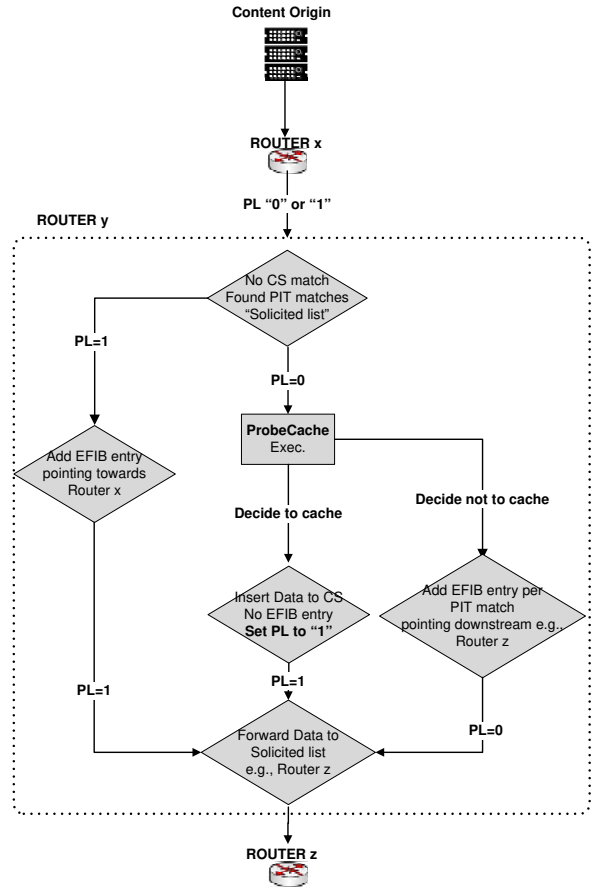 Content Origin
ROUTER x
PL “0” or “1”
ROUTER y
No CS match
Found PIT matches
“Solicited list”
PL=1
PL=0
ProbeCache
Exec.
Add EFIB entry
pointing towards
Router x
Decide to cache
Decide not to cache
Insert Data to CS
No EFIB entry
Set PL to “1”
Add EFIB entry per
PIT match
pointing downstream e.g.,
Router z
PL=1
PL=1
PL=0
Forward Data to
Solicited list
e.g., Router z
ROUTER z